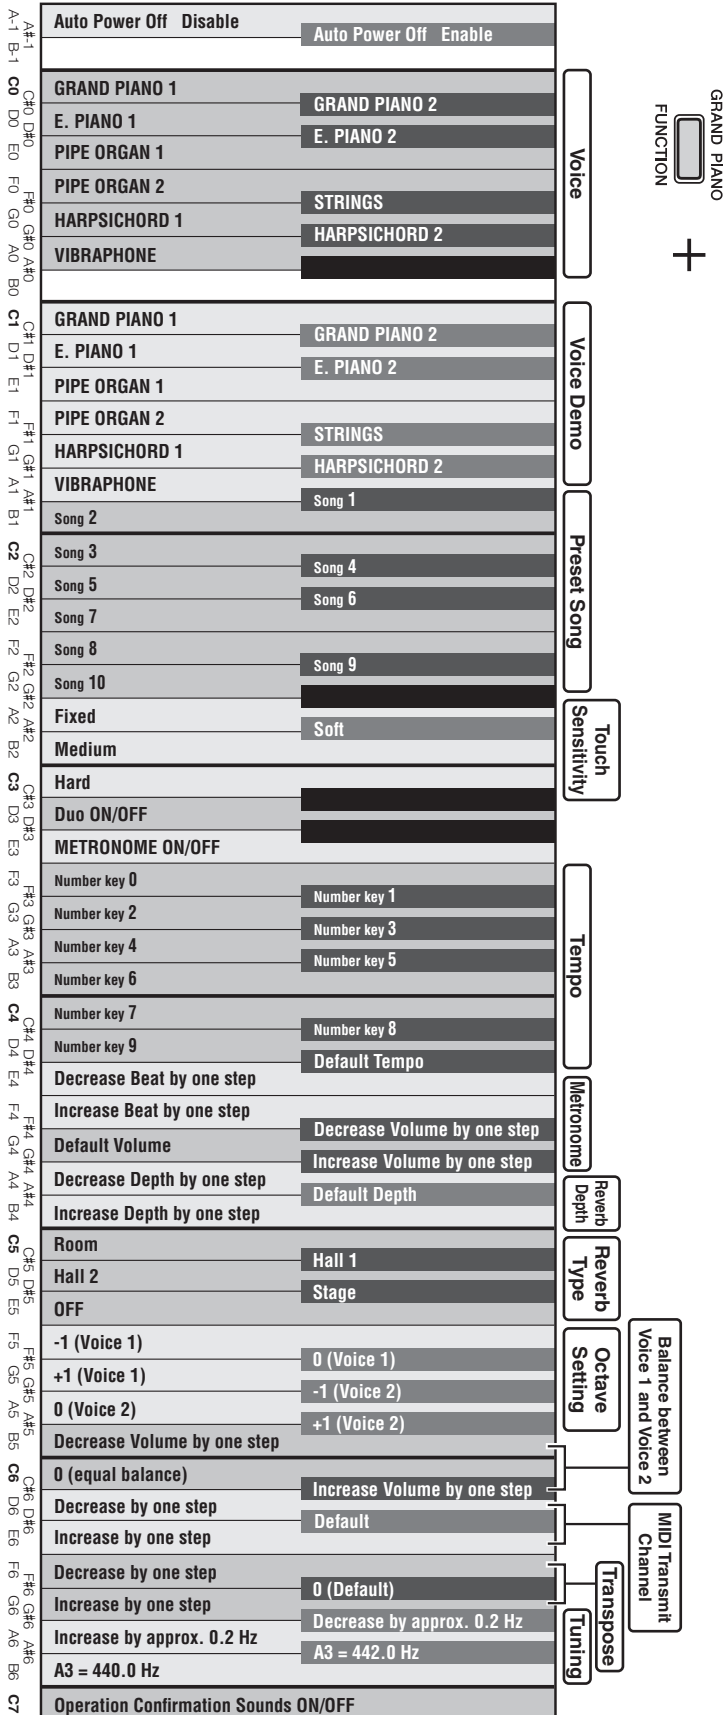 GRAND PIANO
FUNCTION
+
A-1 A#-1 B-1
Auto Power Off Disable
Auto Power Off Enable
Voice
C0 C#0 D0 D#0 E0 F0 F#0 G0 G#0 A0 A#0 B0
GRAND PIANO 1
GRAND PIANO 2
E. PIANO 1
E. PIANO 2
PIPE ORGAN 1
PIPE ORGAN 2
STRINGS
HARPSICHORD 1
HARPSICHORD 2
VIBRAPHONE
Voice Demo
C1 C#1 D1 D#1 E1 F1 F#1 G1 G#1 A1 A#1 B1
GRAND PIANO 1
GRAND PIANO 2
E. PIANO 1
E. PIANO 2
PIPE ORGAN 1
PIPE ORGAN 2
STRINGS
HARPSICHORD 1
HARPSICHORD 2
VIBRAPHONE
Preset Song
Song 1
Song 2
C2 C#2 D2 D#2 E2 F2 F#2 G2 G#2 A2 A#2 B2
Song 3
Song 4
Song 5
Song 6
Song 7
Song 8
Song 9
Song 10
Touch
Sensitivity
Fixed
Soft
Medium
C3 C#3 D3 D#3 E3 F3 F#3 G3 G#3 A3 A#3 B3
Hard
Duo ON/OFF
METRONOME ON/OFF
Tempo
Number key 0
Number key 1
Number key 2
Number key 3
Number key 4
Number key 5
Number key 6
C4 C#4 D4 D#4 E4 F4 F#4 G4 G#4 A4 A#4 B4
Number key 7
Number key 8
Number key 9
Default Tempo
Metronome
Decrease Beat by one step
Increase Beat by one step
Decrease Volume by one step
Default Volume
Increase Volume by one step
Reverb
Depth
Decrease Depth by one step
Default Depth
Increase Depth by one step
Reverb
Type
C5 C#5 D5 D#5 E5 F5 F#5 G5 G#5 A5 A#5 B5
Room
Hall 1
Hall 2
Stage
OFF
Octave
Setting
-1 (Voice 1)
0 (Voice 1)
+1 (Voice 1)
-1 (Voice 2)
0 (Voice 2)
+1 (Voice 2)
Balance between
Voice 1 and Voice 2
Decrease Volume by one step
C6 C#6 D6 D#6 E6 F6 F#6 G6 G#6 A6 A#6 B6
0 (equal balance)
Increase Volume by one step
MIDI Transmit
Channel
Decrease by one step
Default
Increase by one step
Transpose
Decrease by one step
0 (Default)
Increase by one step
Tuning
Decrease by approx. 0.2 Hz
Increase by approx. 0.2 Hz
A3 = 442.0 Hz
A3 = 440.0 Hz
C7
Operation Confirmation Sounds ON/OFF